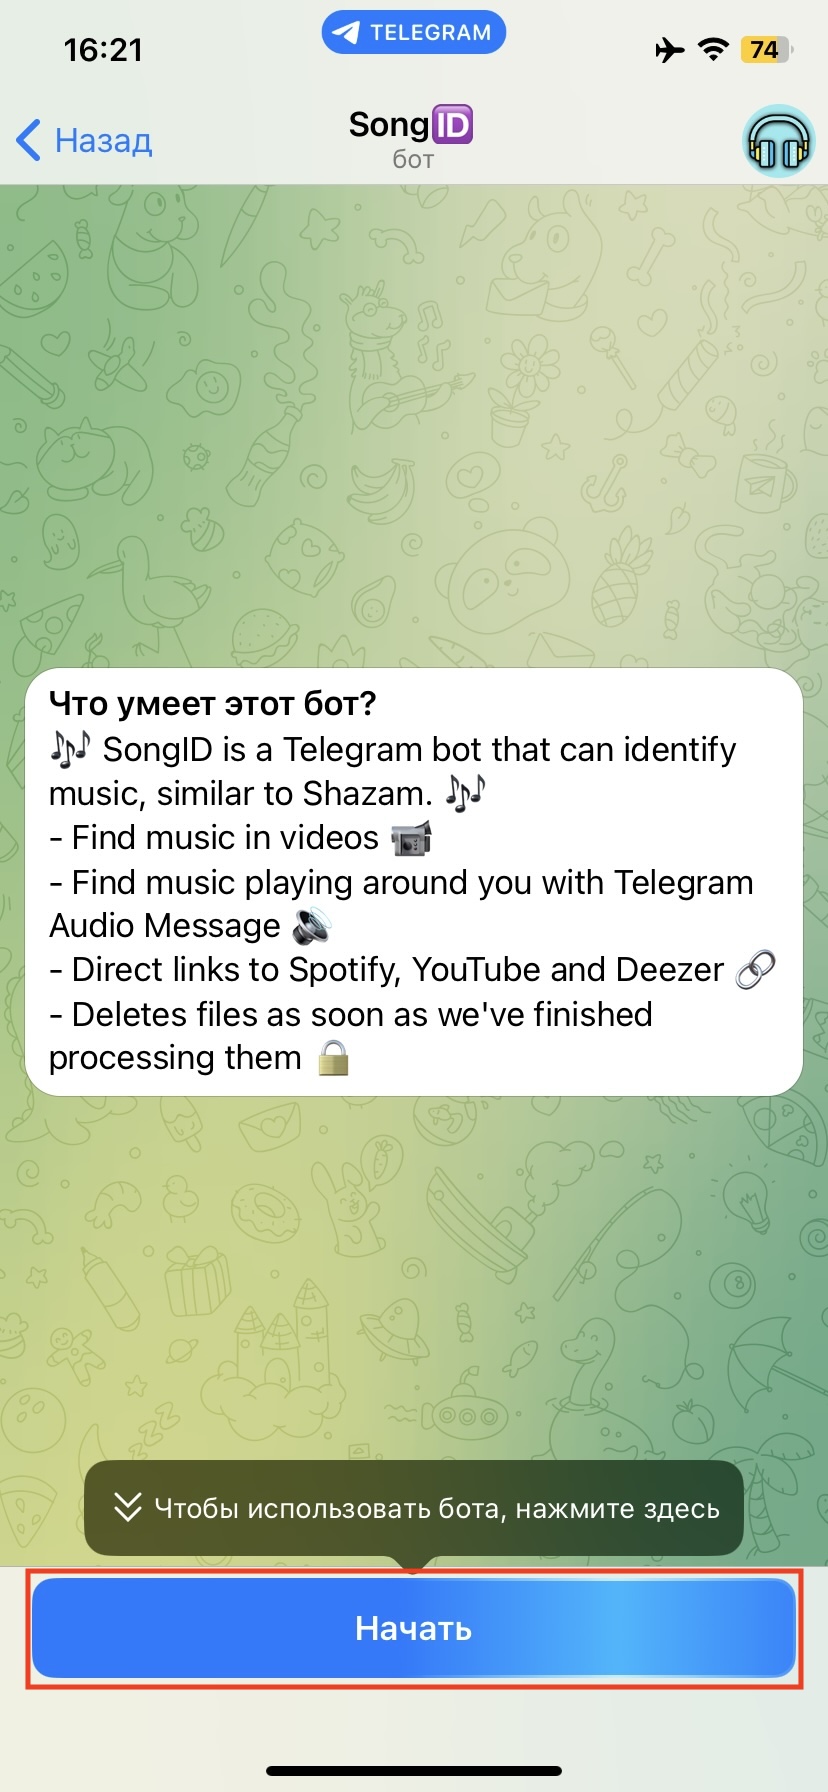 16:21
TELEGRAM
74
Назад
Song🆔
бот
Что умеет этот бот?
🎶 SongID is a Telegram bot that can identify
music, similar to Shazam. 🎶
- Find music in videos 📹
- Find music playing around you with Telegram
Audio Message 🔊
- Direct links to Spotify, YouTube and Deezer 🔗
- Deletes files as soon as we've finished
processing them 🔒
Чтобы использовать бота, нажмите здесь
Начать